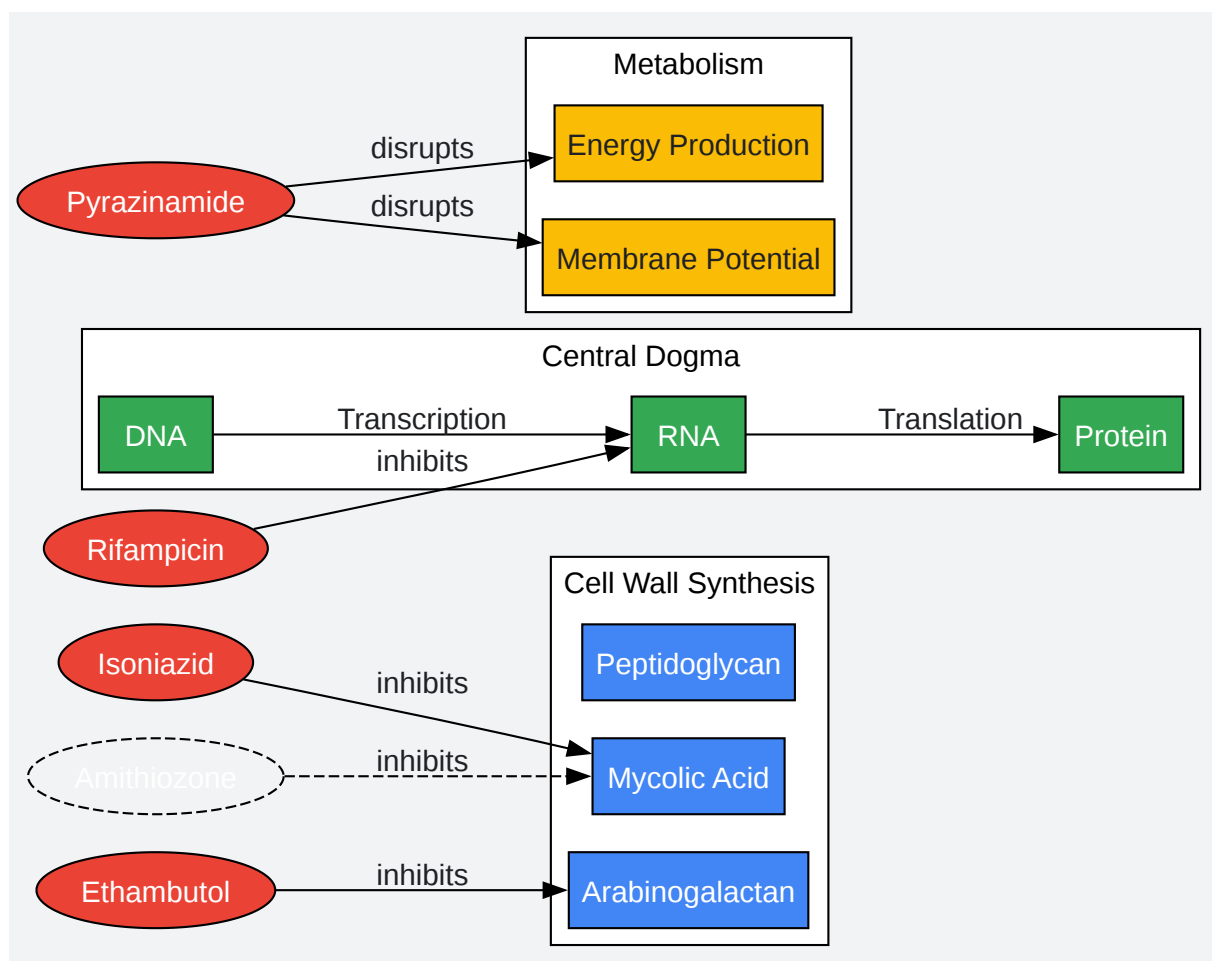 Metabolism
Energy Production
disrupts
Pyrazinamide
disrupts
Membrane Potential
Central Dogma
DNA
Transcription
RNA
Translation
Protein
inhibits
Rifampicin
Cell Wall Synthesis
Peptidoglycan
Isoniazid
inhibits
Amithiozone
inhibits
Mycolic Acid
Ethambutol
inhibits
Arabinogalactan